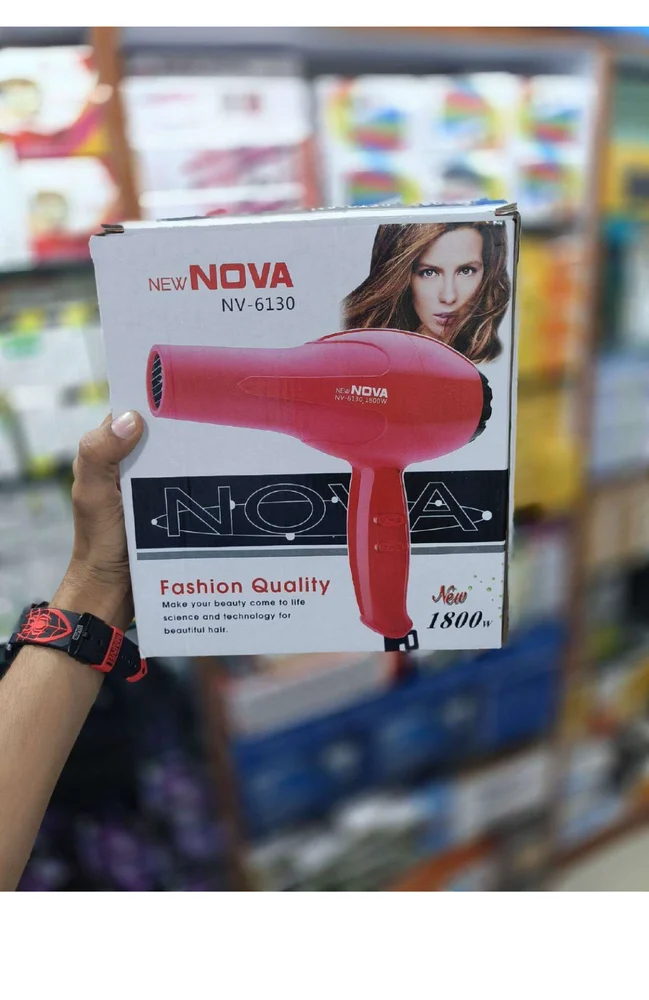 NEW NOVA
NV-6130
NEW NOVA
NV-6130 1800W
NOVA
Fashion Quality
Make your beauty come to life
science and technology for
beautiful hair.
New
1800W